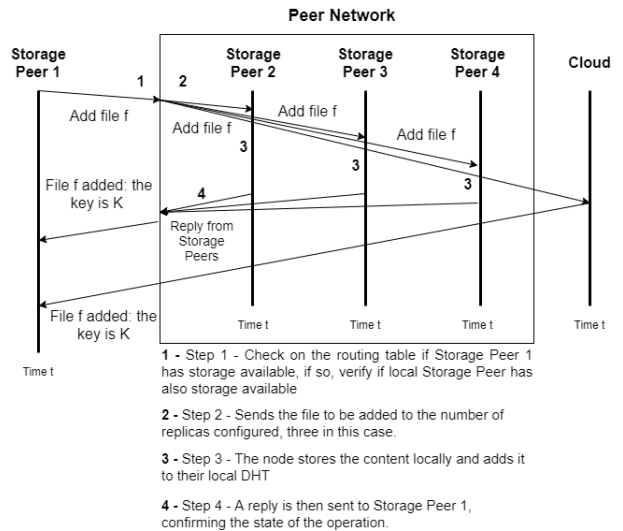 Peer Network
Storage
Peer 1
Storage
Peer 2
Storage
Peer 3
Storage
Peer 4
Cloud
1
2
Add file f
Add file f
Add file f
Add file f
3
3
3
4
File f added: the
key is K
Reply from
Storage
Peers
File f added: the
key is K
Time t
Time t
Time t
Time t
Time t
1 - Step 1 - Check on the routing table if Storage Peer 1
has storage available, if so, verify if local Storage Peer has
also storage available
2 - Step 2 - Sends the file to be added to the number of
replicas configured, three in this case.
3 - Step 3 - The node stores the content locally and adds it
to their local DHT
4 - Step 4 - A reply is then sent to Storage Peer 1,
confirming the state of the operation.